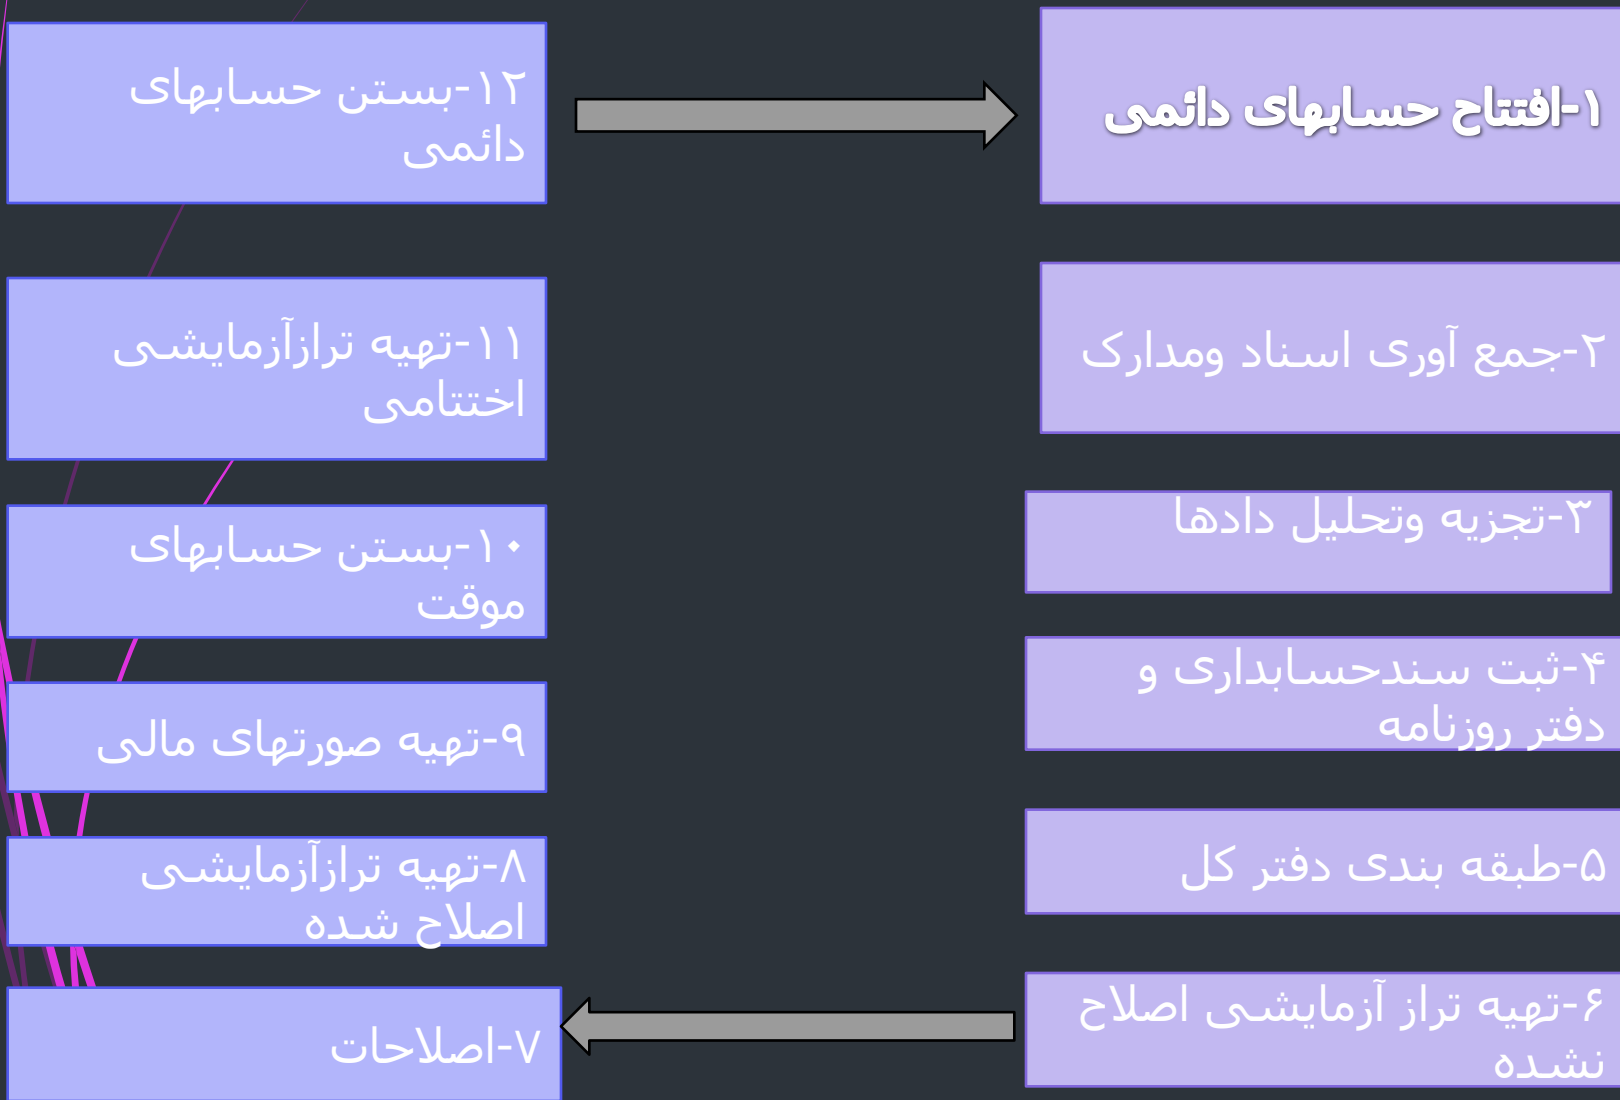 ۱-افتتاح حسابهای دائمی
۲-جمع آوری اسناد ومدارک
۳-تجزیه وتحلیل دادها
۴-ثبت سندحسابداری و
دفتر روزنامه
۵-طبقه بندی دفتر کل
۶-تهیه تراز آزمایشی اصلاح
نشده
۷-اصلاحات
۸-تهیه ترازآزمایشی
اصلاح شده
۹-تهیه صورتهای مالی
۱۰-بستن حسابهای
موقت
۱۱-تهیه ترازآزمایشی
اختتامی
۱۲-بستن حسابهای
دائمی